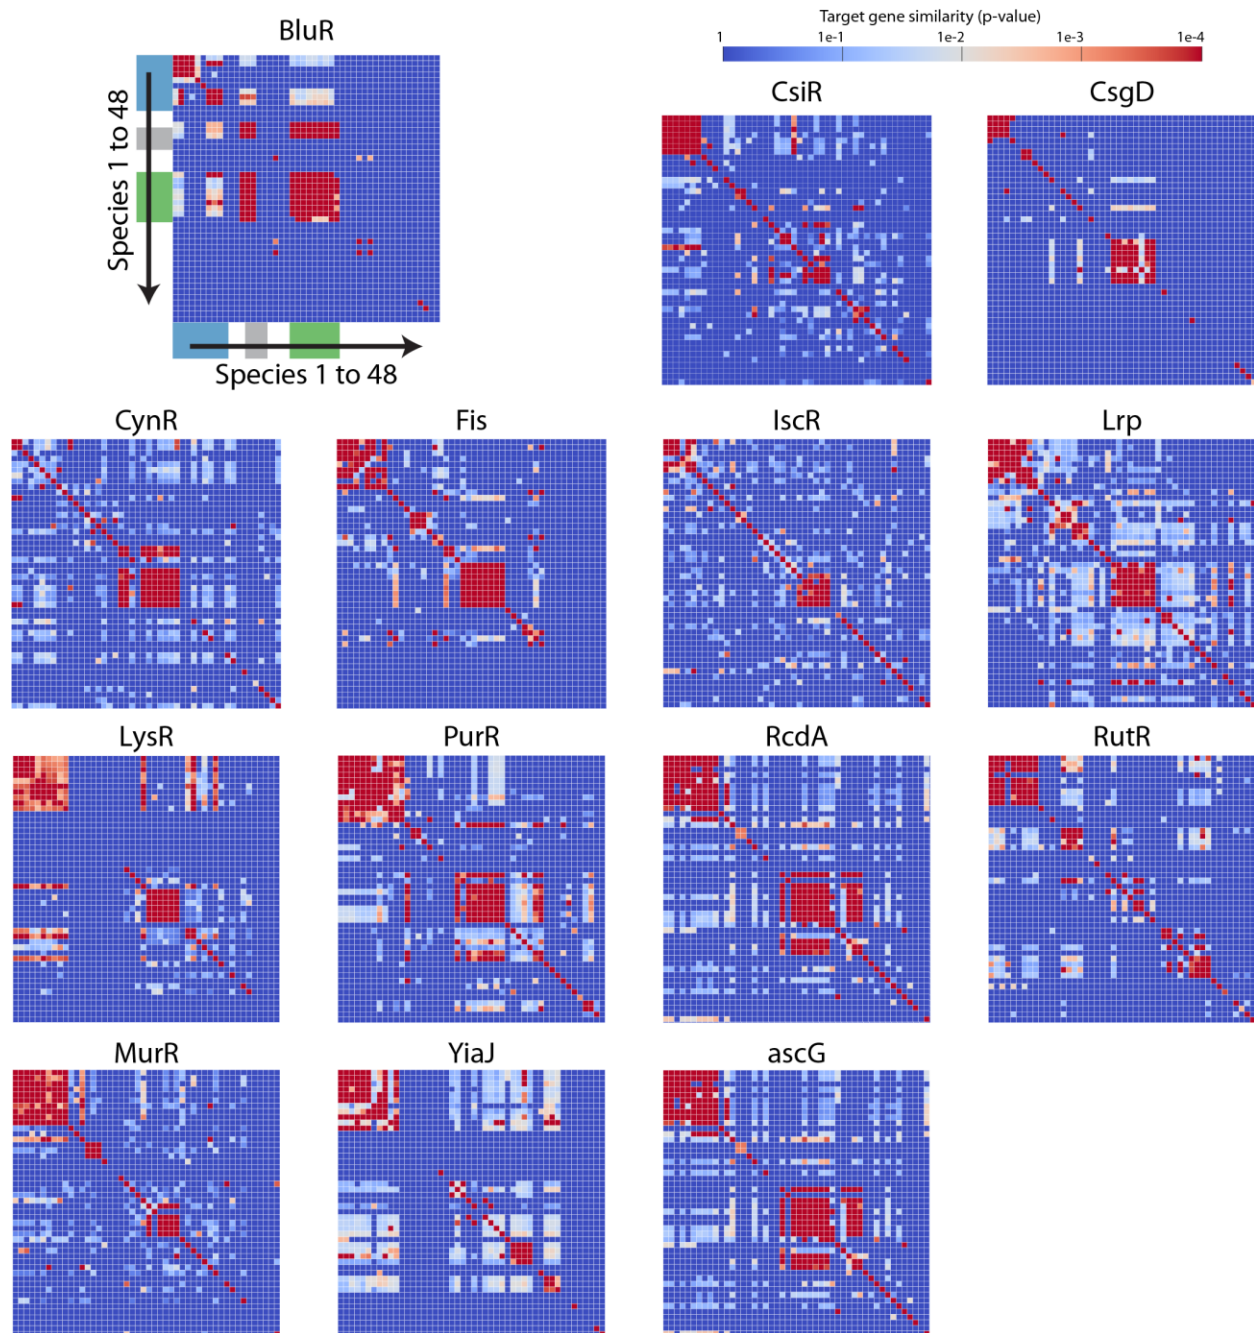 Target gene similarity (p-value)
1 1e-1 1e-2 1e-3 1e-4
BluR
Species 1 to 48
Species 1 to 48
CsiR
CsgD
CynR
Fis
IscR
Lrp
LysR
PurR
RcdA
RutR
MurR
YiaJ
ascG